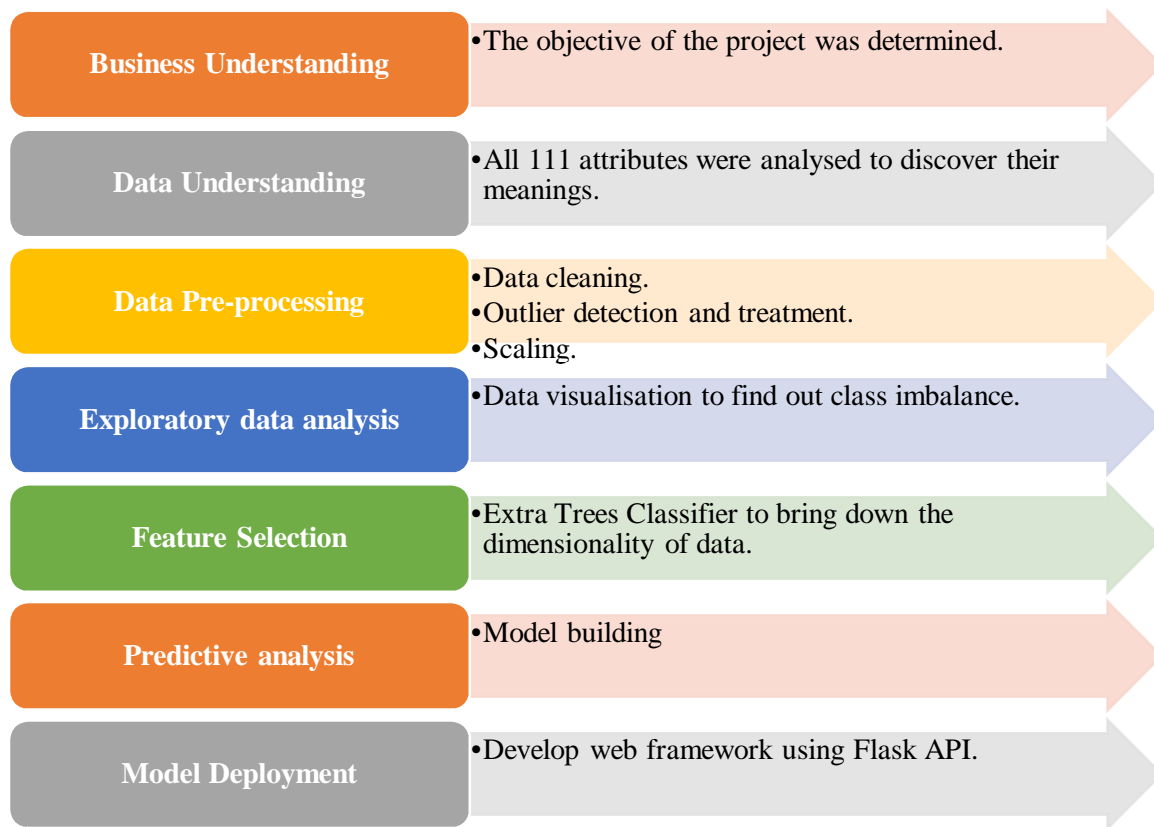 Business Understanding
•The objective of the project was determined.
Data Understanding
•All 111 attributes were analysed to discover their
meanings.
Data Pre-processing
•Data cleaning.
•Outlier detection and treatment.
•Scaling.
Exploratory data analysis
•Data visualisation to find out class imbalance.
Feature Selection
•Extra Trees Classifier to bring down the
dimensionality of data.
Predictive analysis
•Model building
Model Deployment
•Develop web framework using Flask API.